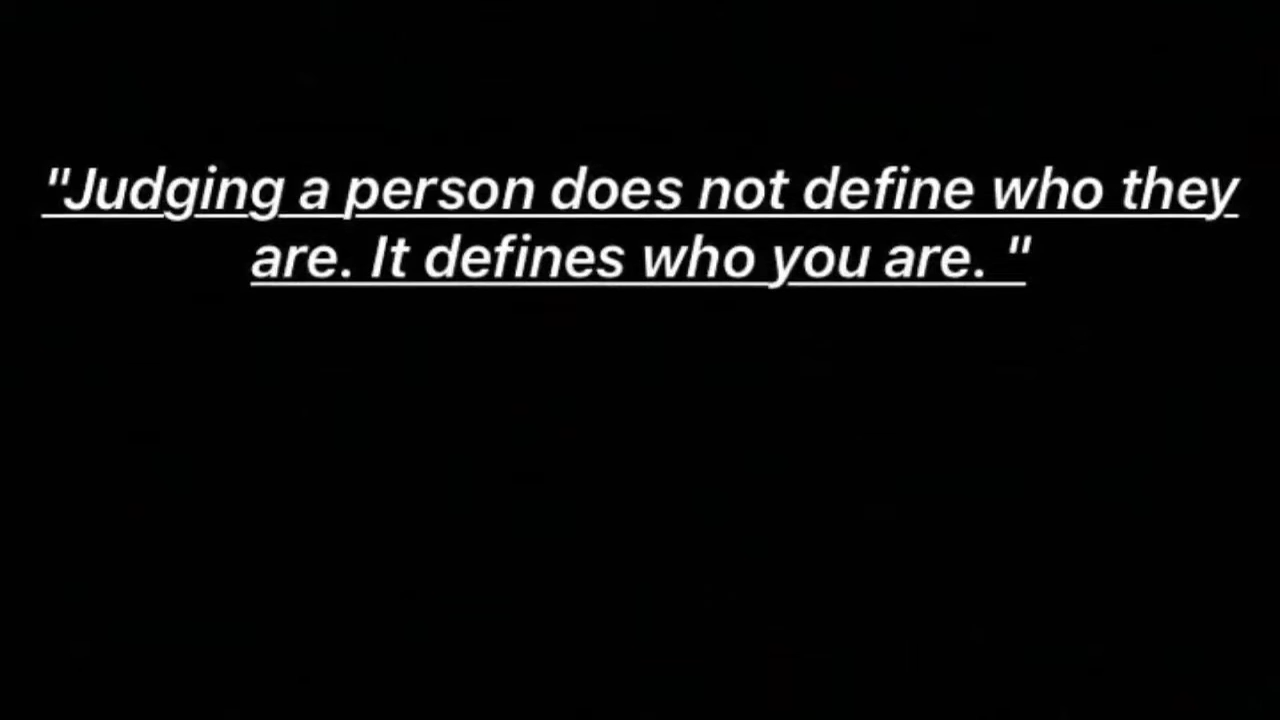 "Judging a person does not define who they
are. It defines who you are. "